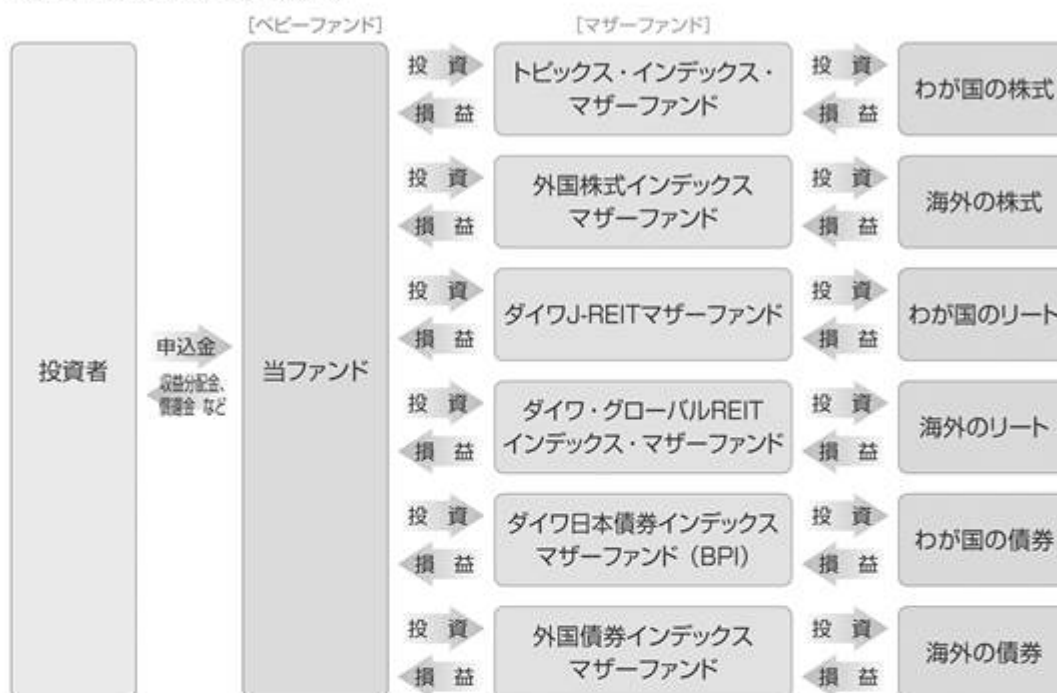 [ベビーファンド]
[マザーファンド]
投資者
申込金
収益分配金、
償還金 など
当ファンド
投 資
損 益
トピックス・インデックス・
マザーファンド
投 資
損 益
わが国の株式
投 資
損 益
外国株式インデックス
マザーファンド
投 資
損 益
海外の株式
投 資
損 益
ダイワJ-REITマザーファンド
投 資
損 益
わが国のリート
投 資
損 益
ダイワ・グローバルREIT
インデックス・マザーファンド
投 資
損 益
海外のリート
投 資
損 益
ダイワ日本債券インデックス
マザーファンド（BPI）
投 資
損 益
わが国の債券
投 資
損 益
外国債券インデックス
マザーファンド
投 資
損 益
海外の債券